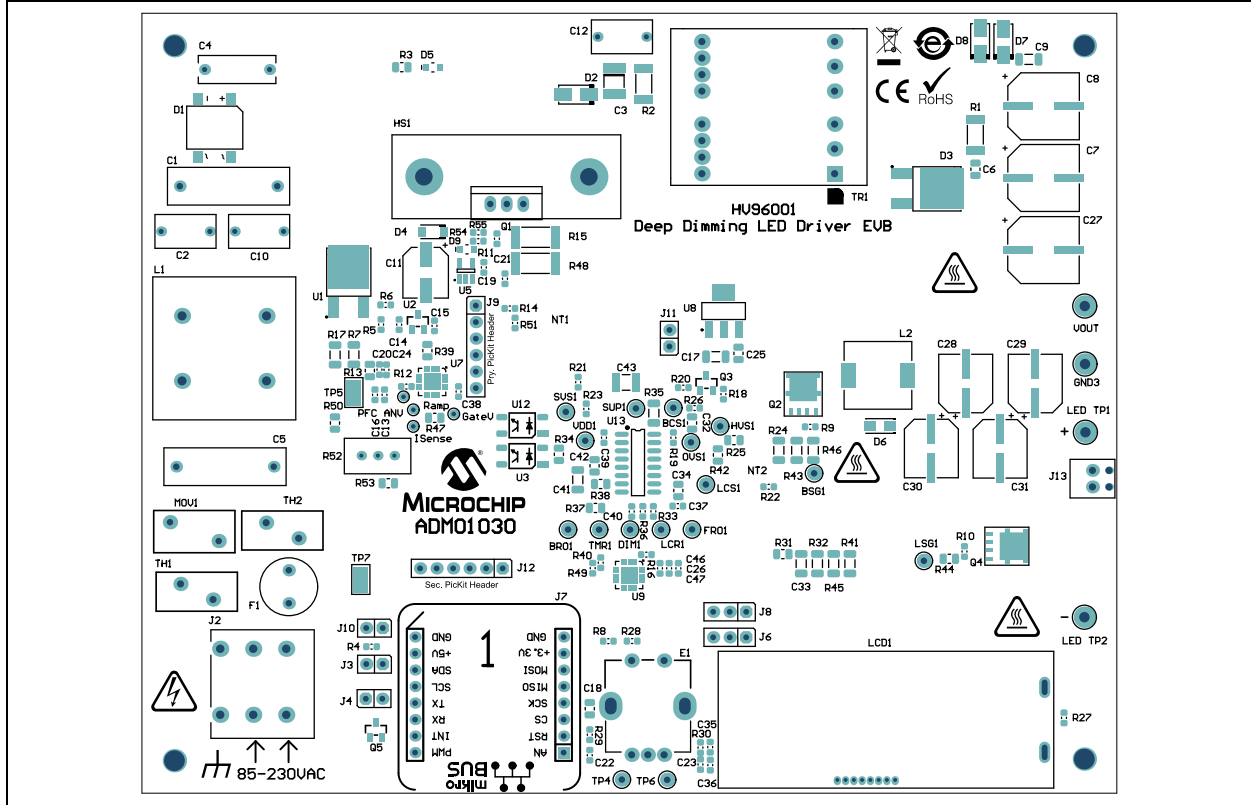 C4
R3 D5
C12
D8 D7 C9
D2
C3 R2
RoHS
C8
D1
R1
HS1
C1
D3
C7
C6
TR1
HV96001
Deep Dimming LED Driver EVB
C27
C2 C10
D4 R54 R55 Q1
D9
R15
R11
C11
C21
R48
C19
L1
U1
U2
U5
R6
C15
J9
Pry. PicKit Header
R14
R51
NT1
J11
U8
VOUT
R5
R17 R7
C14
R39
C20 C24
R13
U7
R12
C17
C25
L2
C28
C29
GND3
TP5
PFC ANV
Ramp
C38
GateV
R50
C16
C13
R47
ISense
R21
C43
R20
Q3
R18
R23
SVS1
SUP1
R35
R26
BCS1
C32
Q2
R9
LED TP1
+
U12
U13
VDD1
HVS1
OVS1
R25
R24
R46
D6
C5
R52
R34
C42
C39
R19
R42
C34
LCS1
NT2
R43
BSG1
R22
U3
C41
R38
R53
MICROCHIP
ADM01030
C30
C31
J13
MOV1
TH2
R37
C40
R36
R33
C37
BRO1 TMR1 DIM1 LCR1 FRO1
TH1
F1
TP7
J12
Sec. PicKit Header
R40
R49
R16
U9
C46
C26
C47
R31 R32 R41
C33 R45
LSG1
R10
R44
Q4
J2
J10
R4
J3
J4
Q5
J7
1
GND
+5V
SDA
SCL
TX
RX
INT
PWM
GND
+3.3V
MOSI
MISO
SCK
CS
RST
AN
mikro
BUS
R8 R28
E1
J8
J6
LCD1
-
LED TP2
C18
R29
C22
C35
R30
C23
C36
TP4 TP6
R27
85-230VAC